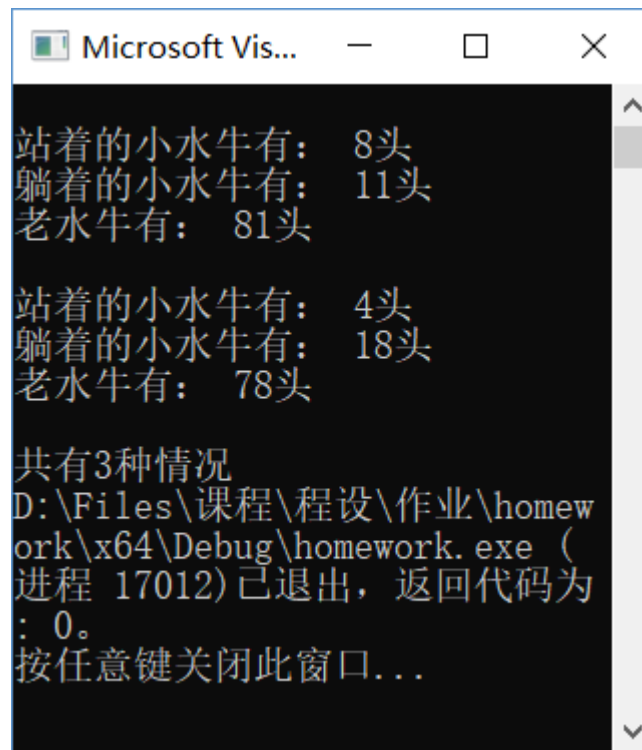 Microsoft Vis...
站着的小水牛有： 8头
躺着的小水牛有： 11头
老水牛有： 81头
站着的小水牛有： 4头
躺着的小水牛有： 18头
老水牛有： 78头
共有3种情况
D:\Files\课程\程设\作业\homew
ork\x64\Debug\homework.exe (
进程 17012)已退出，返回代码为
: 0。
按任意键关闭此窗口...